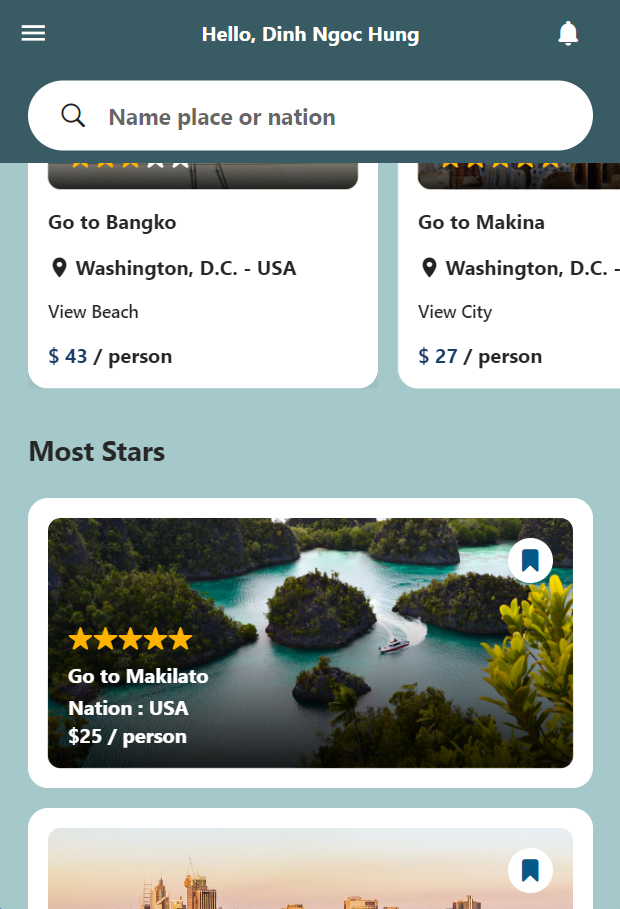 Hello, Dinh Ngoc Hung
Name place or nation
Go to Bangko
Washington, D.C. - USA
View Beach
$ 43 / person
Go to Makina
Washington, D.C. -
View City
$ 27 / person
Most Stars
Go to Makilato
Nation : USA
$25 / person